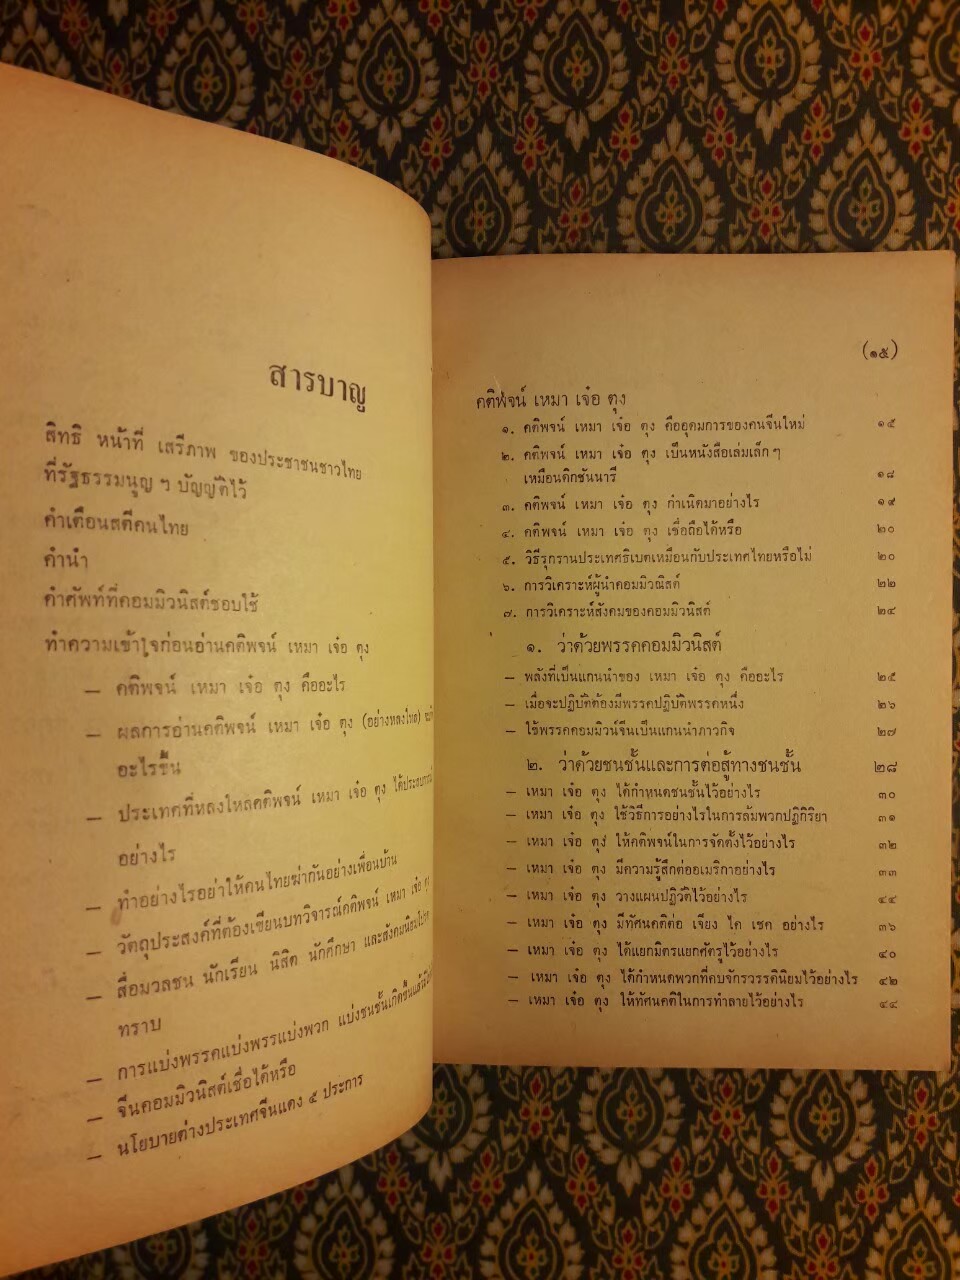 สารบาญ
สิทธิ หน้าที่ เสรีภาพ ของประชาชนชาวไทย
ที่รัฐธรรมนูญ ฯ บัญญัติไว้
คำเตือนสติคนไทย
คำนำ
คำศัพท์ที่คอมมิวนิสต์ชอบใช้
ทำความเข้าใจก่อนอ่านคติพจน์ เหมา เจ๋อ ตุง
— คติพจน์ เหมา เจ๋อ ตุง คืออะไร
— ผลการอ่านคติพจน์ เหมา เจ๋อ ตุง (อย่างหลงใหล)
อะไรขึ้น
— ประเทศที่หลงใหลคติพจน์ เหมา เจ๋อ ตุง
อย่างไร
— ทำอย่างไรอย่าให้คนไทยฆ่ากันอย่างเพื่อนบ้าน
— วัตถุประสงค์ที่ต้องเขียนบทวิจารณ์คติพจน์ เหมา เจ๋อ ตุง
— สื่อมวลชน นักเรียน นิสิต นักศึกษา และสังคมนิยม
ทราบ
— การแบ่งพรรคแบ่งพรรแบ่งพวก แบ่งชนชั้นเกิดขึ้นแล้ว
— จีนคอมมิวนิสต์เชื่อได้หรือ
— นโยบายต่างประเทศจีนแดง ๕ ประการ
(๑๕)
คติพจน์ เหมา เจ๋อ ตุง
๑. คติพจน์ เหมา เจ๋อ ตุง คืออุดมการของคนจีนใหม่ ๑๕
๒. คติพจน์ เหมา เจ๋อ ตุง เป็นหนังสือเล่มเล็ก ๆ
เหมือนดิกชันนารี ๑๘
๓. คติพจน์ เหมา เจ๋อ ตุง กำเนิดมาอย่างไร ๑๙
๔. คติพจน์ เหมา เจ๋อ ตุง เชื่อถือได้หรือ ๒๐
๕. วิธีรุกรานประเทศธิเบตเหมือนกับประเทศไทยหรือไม่ ๒๐
๖. การวิเคราะห์ผู้นำคอมมิวณิสต์ ๒๒
๗. การวิเคราะห์สังคมของคอมมิวนิสต์ ๒๔
๑. ว่าด้วยพรรคคอมมิวนิสต์
— พลังที่เป็นแกนนำของ เหมา เจ๋อ ตุง คืออะไร ๒๕
— เมื่อจะปฏิบัติต้องมีพรรคปฏิบัติพรรคหนึ่ง ๒๖
— ใช้พรรคคอมมิวน์จีนเป็นแกนนำภาวกิจ ๒๗
๒. ว่าด้วยชนชั้นและการต่อสู้ทางชนชั้น ๒๘
— เหมา เจ๋อ ตุง ได้กำหนดชนชั้นไว้อย่างไร ๓๐
— เหมา เจ๋อ ตุง ใช้วิธีการอย่างไรในการล้มพวกปฏิกิริยา ๓๑
— เหมา เจ๋อ ตุง ให้คติพจน์ในการจัดตั้งไว้อย่างไร ๓๒
— เหมา เจ๋อ ตุง มีความรู้สึกต่ออเมริกาอย่างไร ๓๓
— เหมา เจ๋อ ตุง วางแผนปฏิวัติไว้อย่างไร ๔๔
— เหมา เจ๋อ ตุง มีทัศนคติต่อ เจียง ไค เชค อย่างไร ๓๖
— เหมา เจ๋อ ตุง ได้แยกมิตรแยกศัตรูไว้อย่างไร ๔๐
— เหมา เจ๋อ ตุง ได้กำหนดพวกที่คบจักรวรรดินิยมไว้อย่างไร ๔๒
— เหมา เจ๋อ ตุง ให้ทัศนคติในการทำลายไว้อย่างไร ๔๔